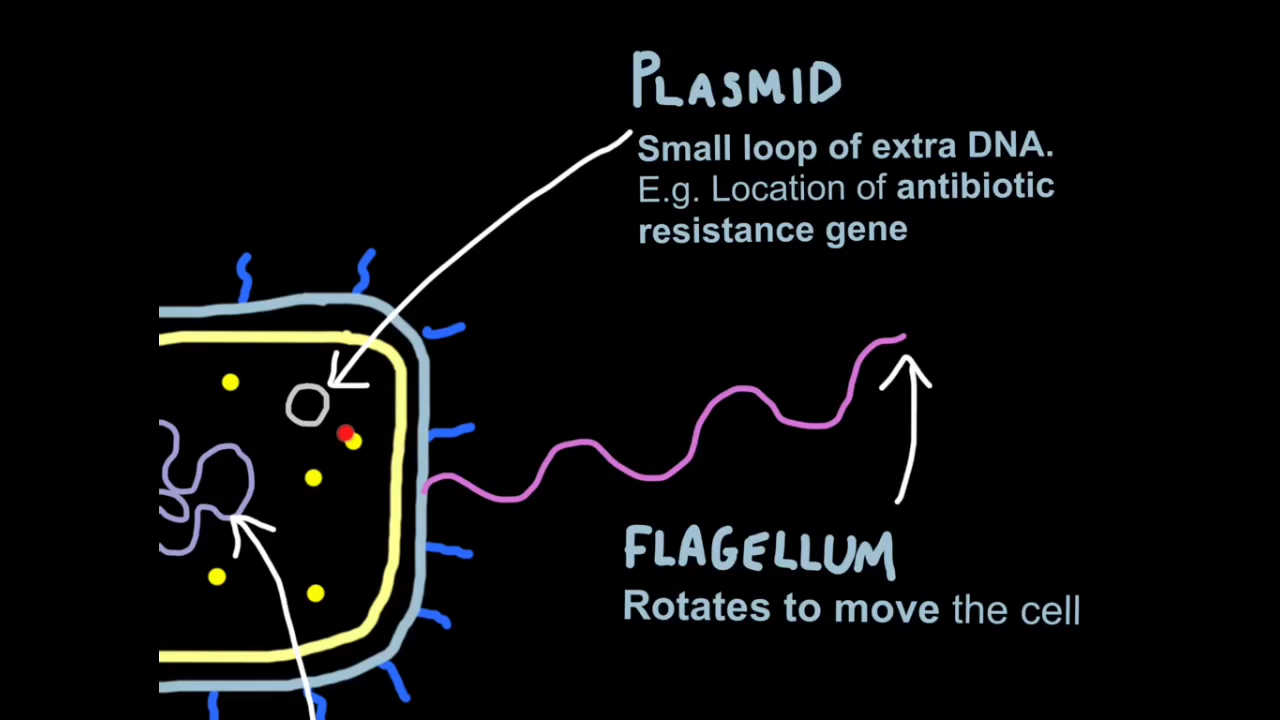 PLASMID
Small loop of extra DNA.
E.g. Location of antibiotic
resistance gene
FLAGELLUM
Rotates to move the cell